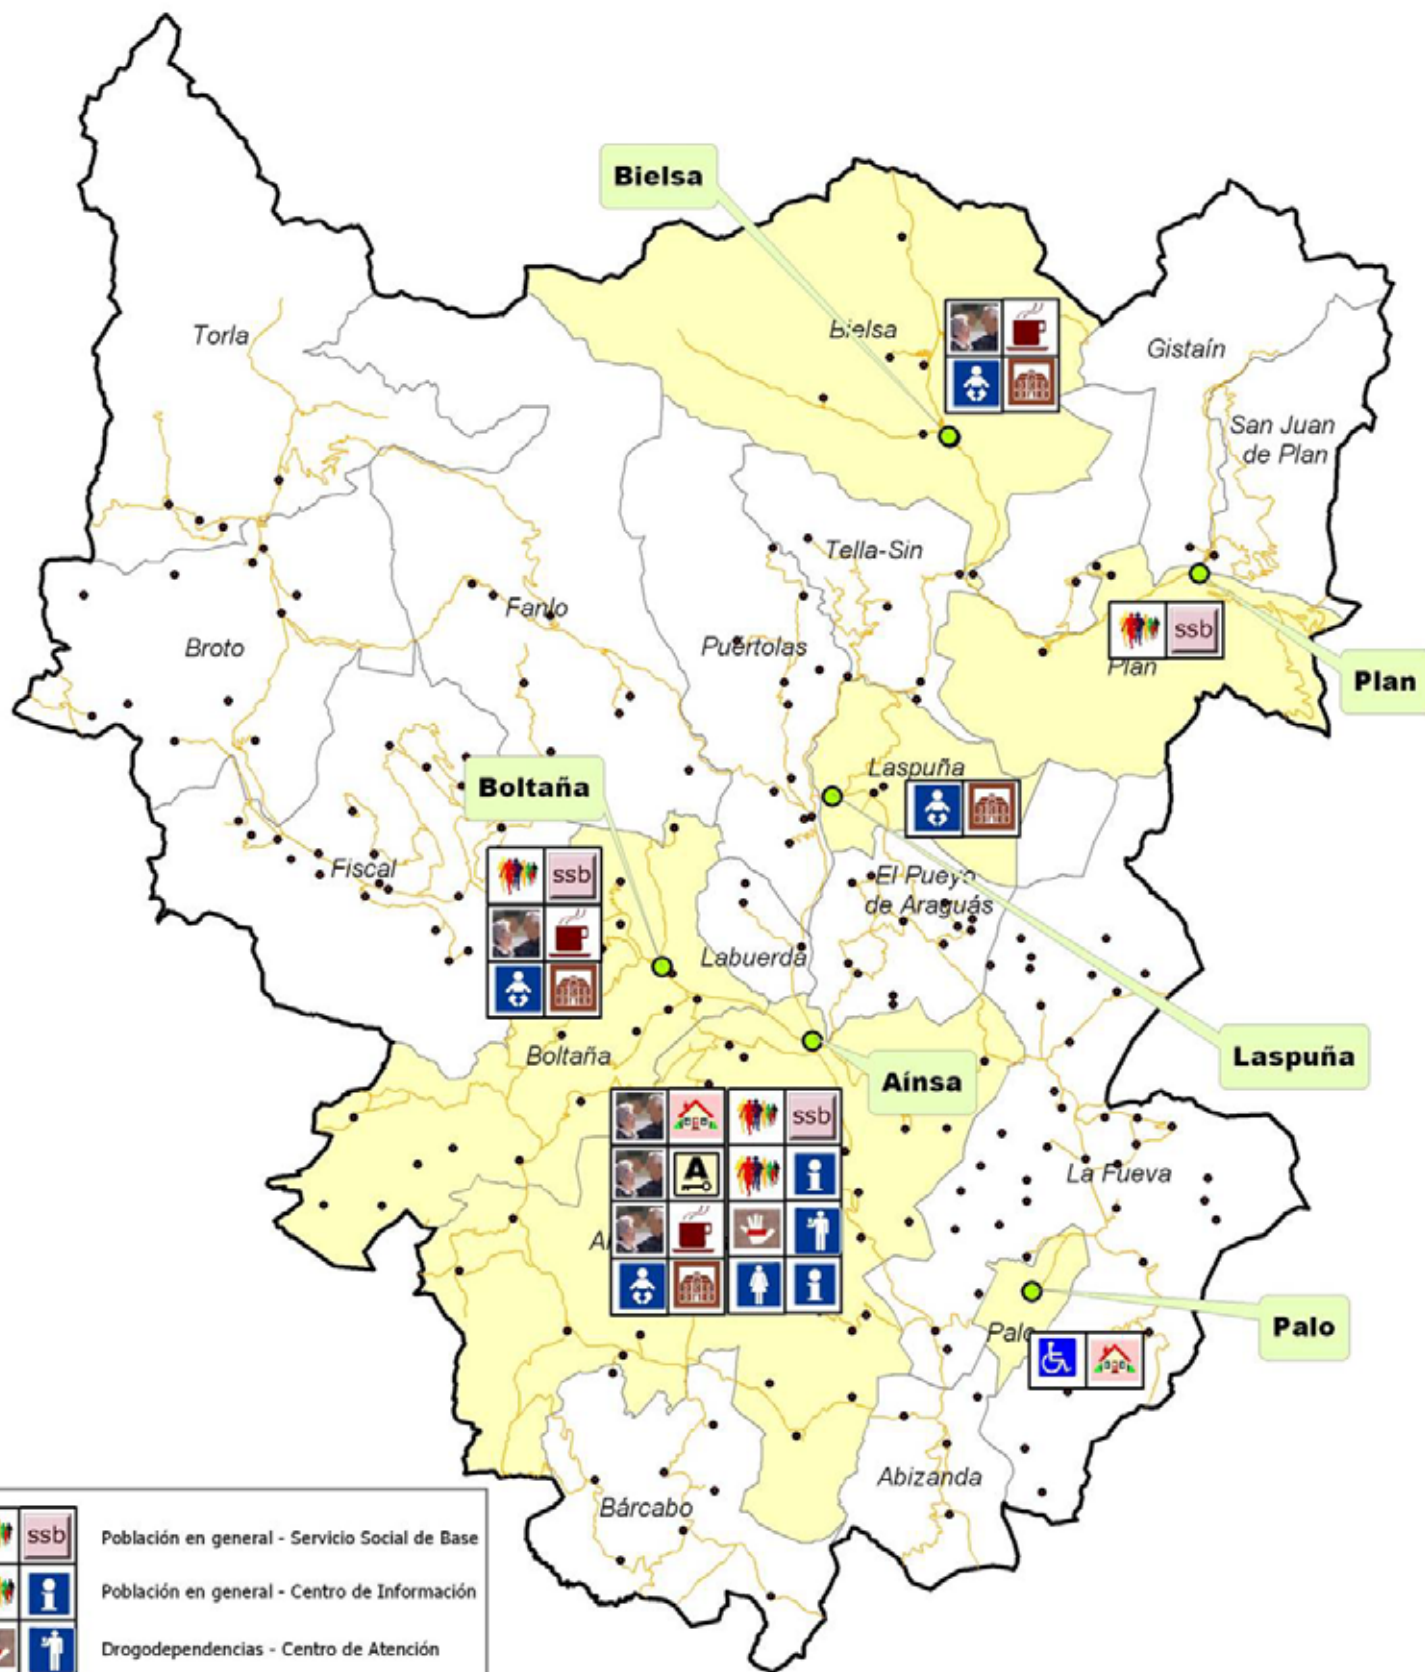 Bielsa
Torla
Bielsa
Gistaín
San Juan
de Plan
Tella-Sin
Fanlo
Broto
Puértolas
ssb
Plan
Plan
Boltaña
Laspuña
ssb
Fiscal
El Pueyo
de Araguás
Labuerda
Boltaña
Laspuña
Aínsa
ssb
A
La Fueva
Palo
Palo
Abizanda
Bárcabo
ssb Población en general - Servicio Social de Base
Población en general - Centro de Información
Drogodependencias - Centro de Atención